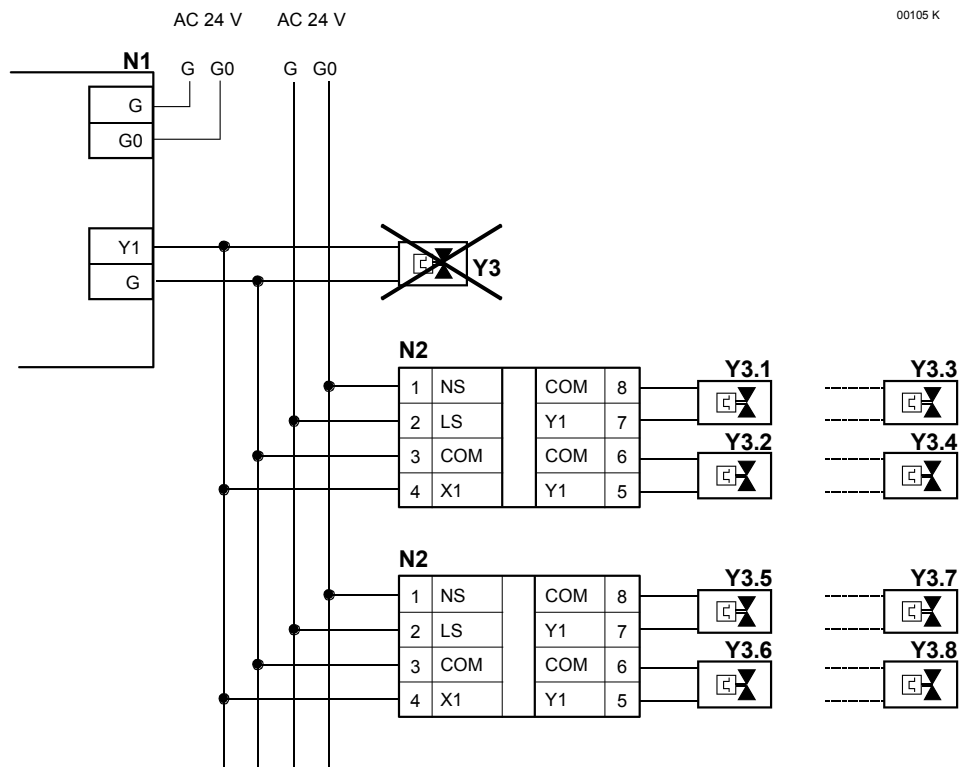 AC 24 V AC 24 V 00105 K
N1 G G0 G G0
G
G0
Y1
G
Y3
N2 Y3.1 Y3.3
1 NS COM 8
2 LS Y1 7
Y3.2 Y3.4
3 COM COM 6
4 X1 Y1 5
N2 Y3.5 Y3.7
1 NS COM 8
2 LS Y1 7
Y3.6 Y3.8
3 COM COM 6
4 X1 Y1 5